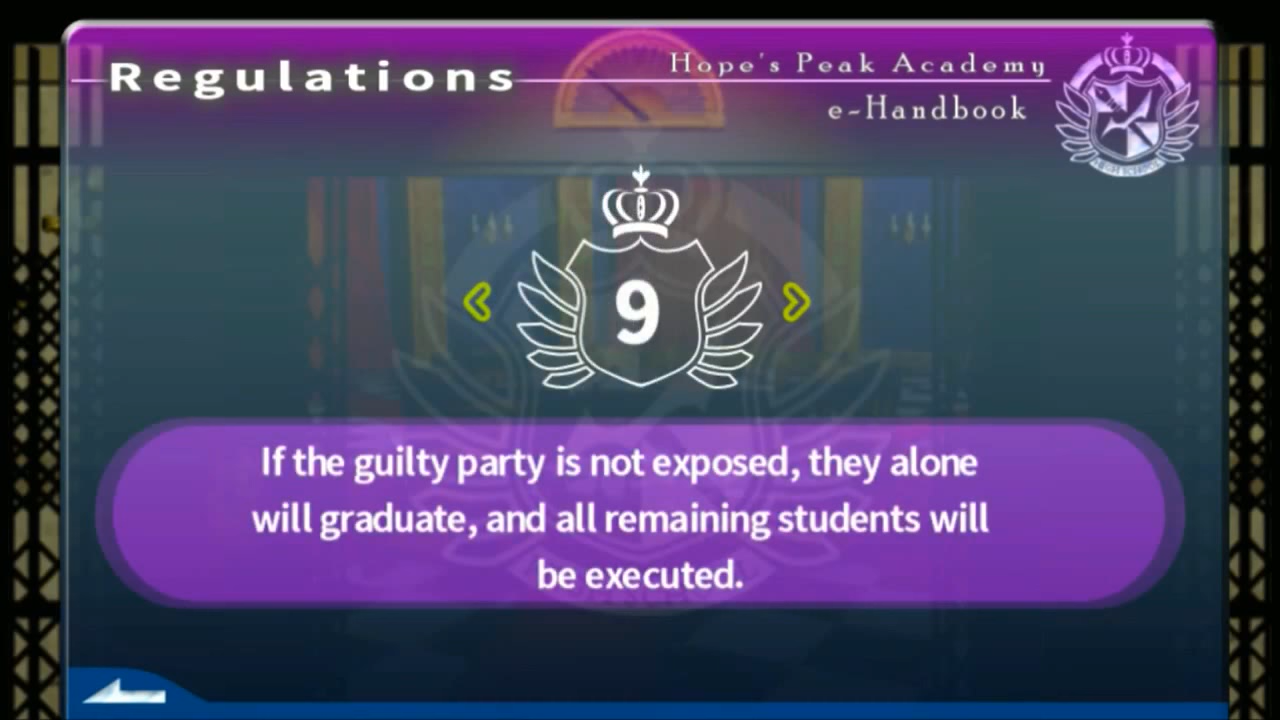 Regulations
Hope's Peak Academy
e-Handbook
9
If the guilty party is not exposed, they alone
will graduate, and all remaining students will
be executed.